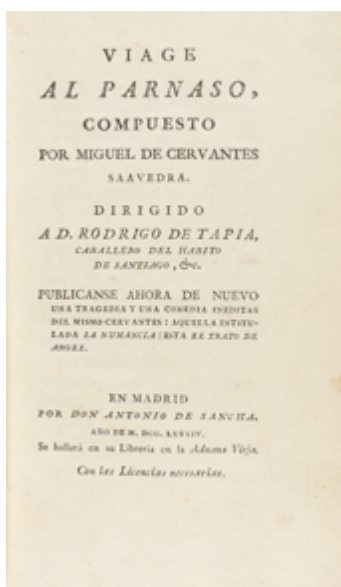 VIAGE
AL PARNASO,
COMPUESTO
POR MIGUEL DE CERVANTES
SAAVEDRA.
DIRIGIDO
A D. RODRIGO DE TAPIA,
CABALLERO DEL HABITO
DE SANTIAGO, &c.
PUBLICANSE AHORA DE NUEVO
UNA TRAGEDIA Y UNA COMEDIA INEDITAS
DEL MISMO CERVANTES: AQUELLA INTITU-
LADA LA NUMANCIA: ESTA EL TRATO DE
ARGEL.
EN MADRID
POR DON ANTONIO DE SANCHA.
AÑO DE M. DCC. LXXXIV.
Se hallará en su Libreria en la Aduana Vieja.
Con las Licencias necesarias.